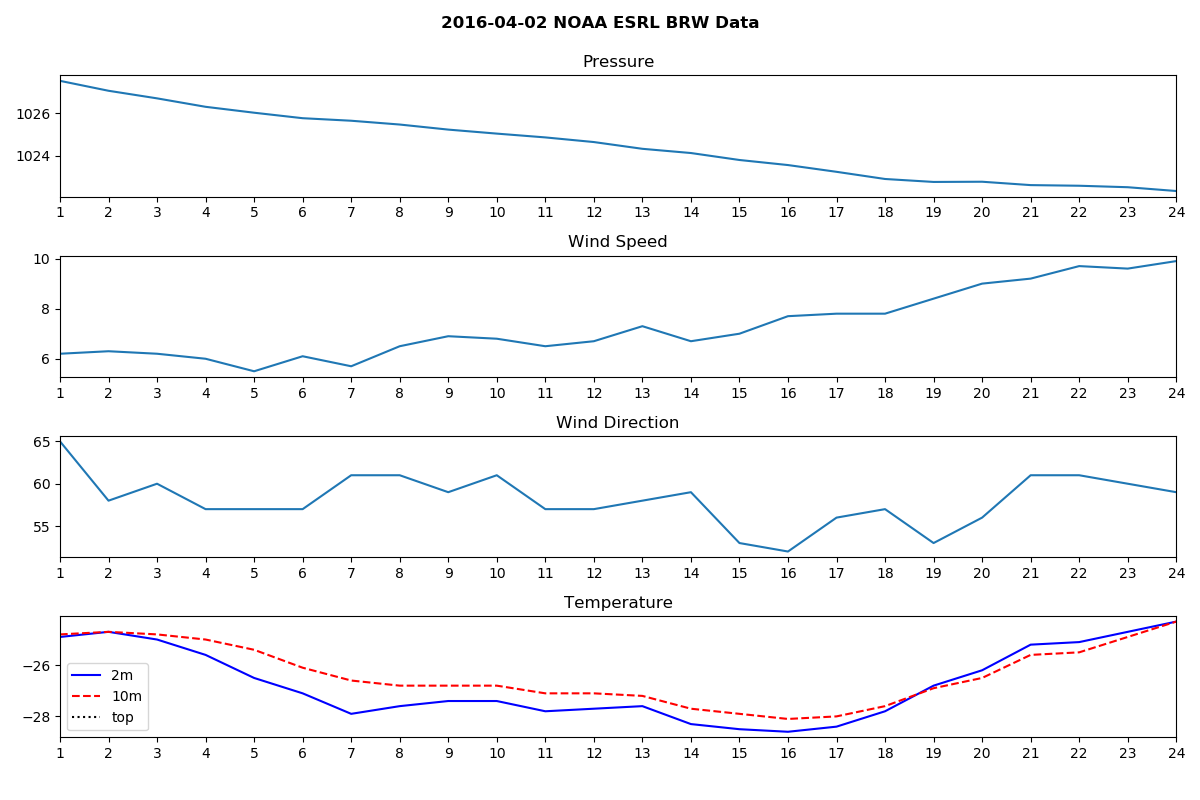 2016-04-02 NOAA ESRL BRW Data
Pressure
1026
1024
1 2 3 4 5 6 7 8 9 10 11 12 13 14 15 16 17 18 19 20 21 22 23 24
Wind Speed
10
8
6
1 2 3 4 5 6 7 8 9 10 11 12 13 14 15 16 17 18 19 20 21 22 23 24
Wind Direction
65
60
55
1 2 3 4 5 6 7 8 9 10 11 12 13 14 15 16 17 18 19 20 21 22 23 24
Temperature
−26
−28
2m
10m
top
1 2 3 4 5 6 7 8 9 10 11 12 13 14 15 16 17 18 19 20 21 22 23 24